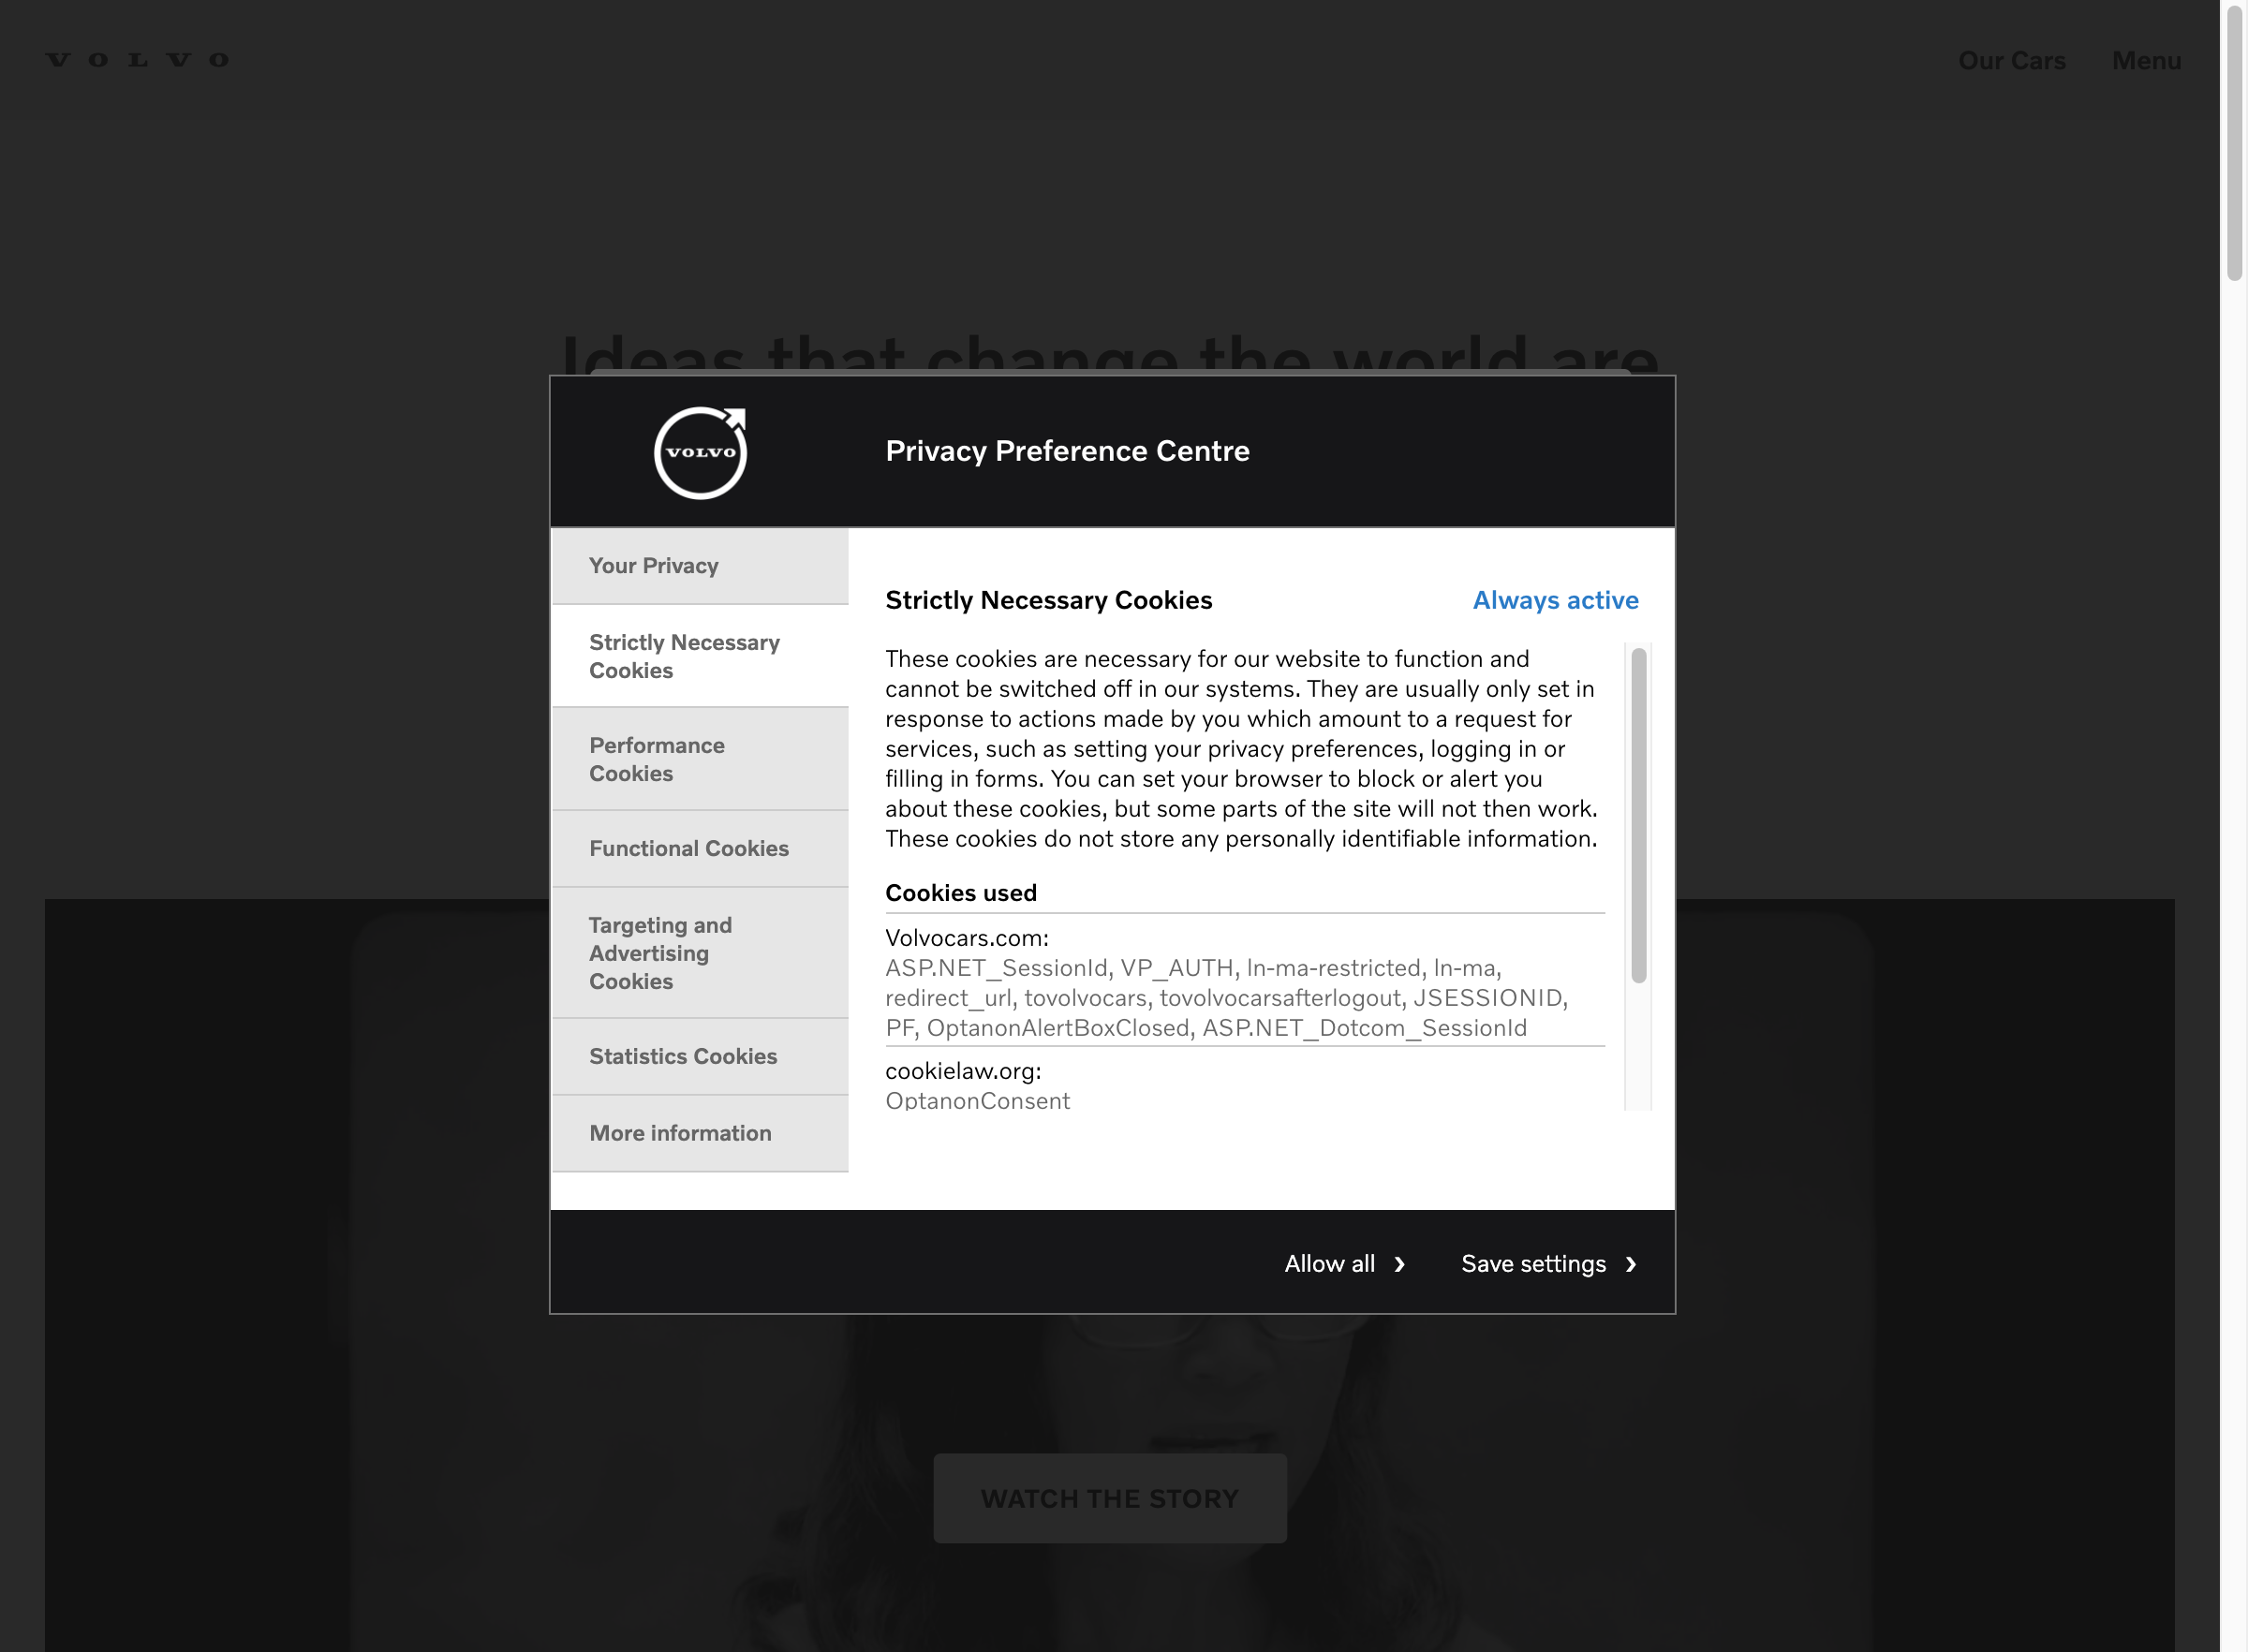 VOLVO
Our Cars
Menu
Ideas that change the world are
VOLVO
Privacy Preference Centre
Your Privacy
Strictly Necessary
Cookies
Performance
Cookies
Functional Cookies
Targeting and
Advertising
Cookies
Statistics Cookies
More information
Strictly Necessary Cookies
Always active
These cookies are necessary for our website to function and
cannot be switched off in our systems. They are usually only set in
response to actions made by you which amount to a request for
services, such as setting your privacy preferences, logging in or
filling in forms. You can set your browser to block or alert you
about these cookies, but some parts of the site will not then work.
These cookies do not store any personally identifiable information.
Cookies used
Volvocars.com:
ASP.NET_SessionId, VP_AUTH, ln-ma-restricted, ln-ma,
redirect_url, tovolvocars, tovolvocarsafterlogout, JSESSIONID,
PF, OptanonAlertBoxClosed, ASP.NET_Dotcom_SessionId
cookielaw.org:
OptanonConsent
Allow all
Save settings
WATCH THE STORY